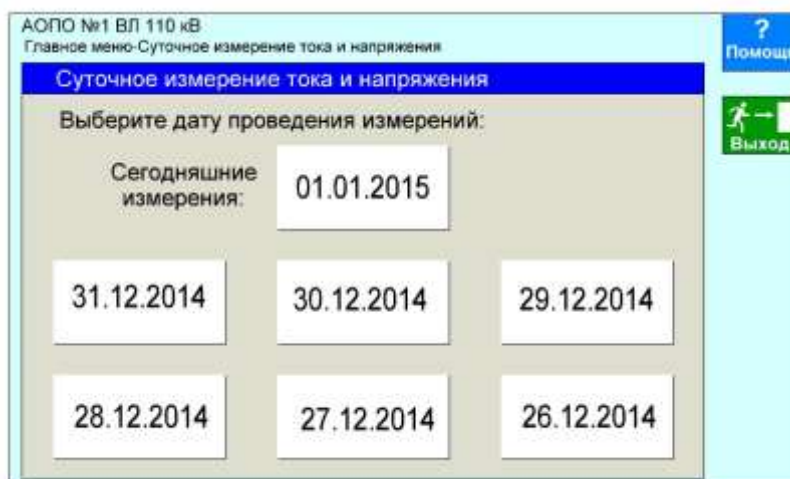 АОПО №1 ВЛ 110 кВ
Главное меню-Суточное измерение тока и напряжения
?
Помощь
Суточное измерение тока и напряжения
Выберите дату проведения измерений:
Выход
Сегодняшние
измерения:
01.01.2015
31.12.2014
30.12.2014
29.12.2014
28.12.2014
27.12.2014
26.12.2014